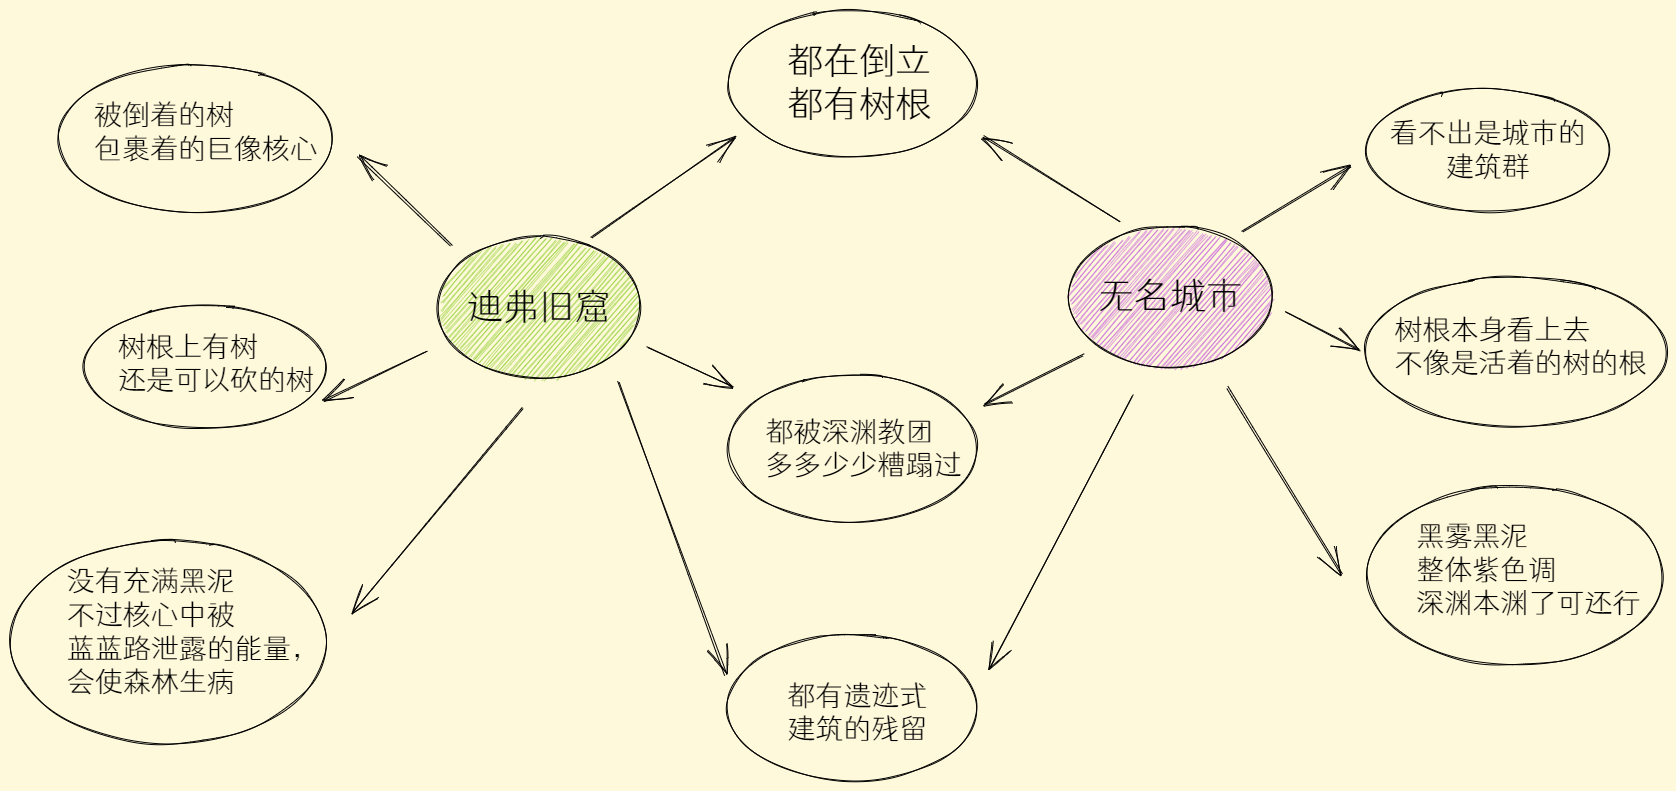 都在倒立
都有树根
被倒着的树
包裹着的巨像核心
看不出是城市的
建筑群
迪弗旧窟
无名城市
树根上有树
还是可以砍的树
树根本身看上去
不像是活着的树的根
都被深渊教团
多多少少糟蹋过
没有充满黑泥
不过核心中被
蓝蓝路泄露的能量，
会使森林生病
黑雾黑泥
整体紫色调
深渊本渊了可还行
都有遗迹式
建筑的残留